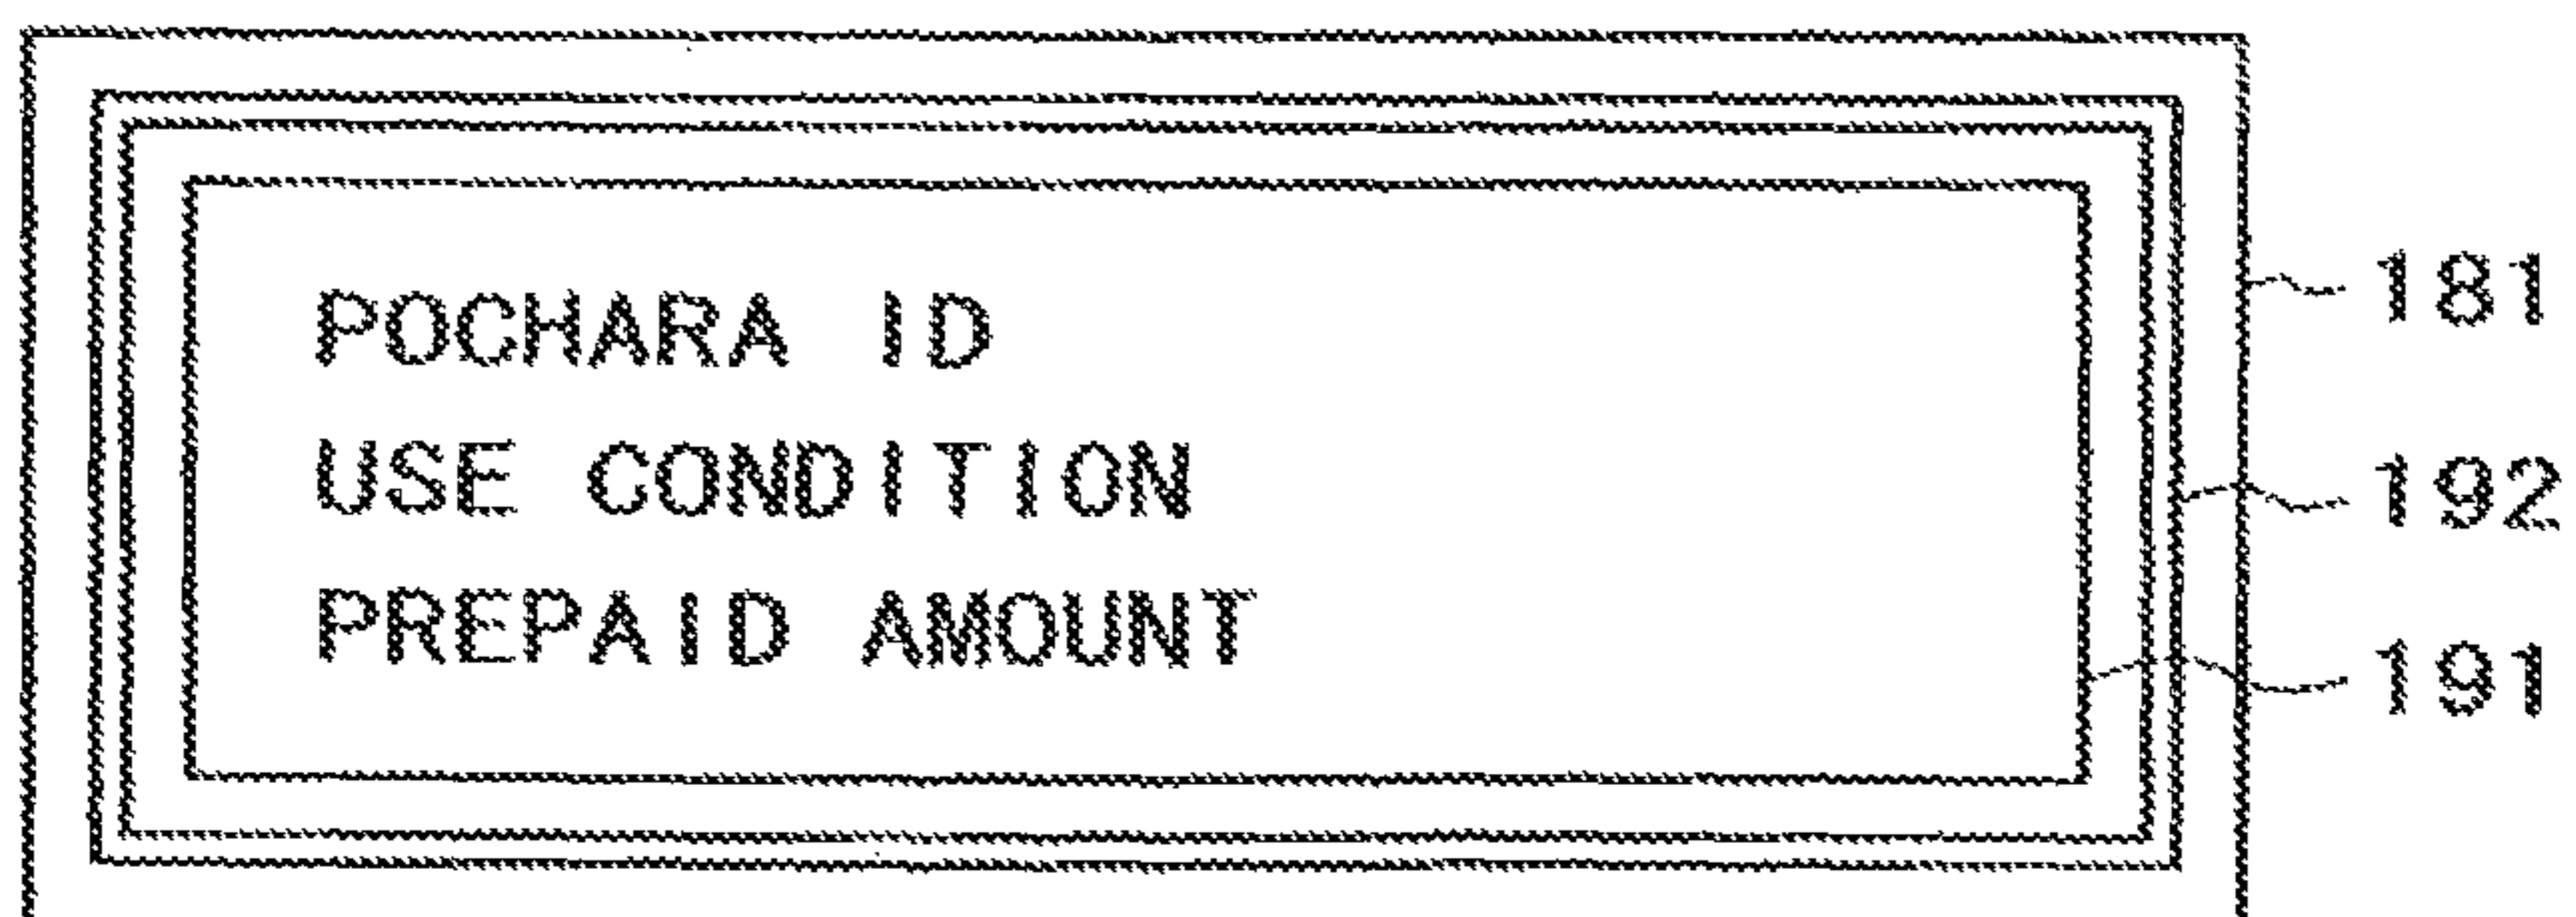 POCHARA ID
USE CONDITION
PREPAID AMOUNT
181
192
191